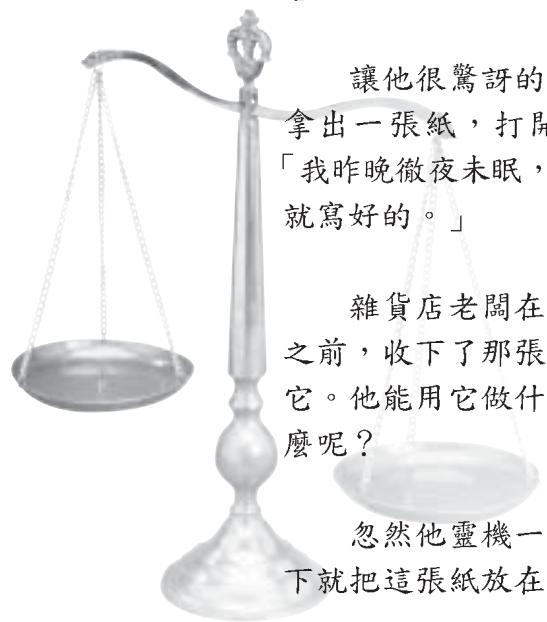 讓他很驚訝的
拿出一張紙，打開
「我昨晚徹夜未眠，
就寫好的。」
雜貨店老闆在
之前，收下了那張
它。他能用它做什
麼呢？
忽然他靈機一
下就把這張紙放在